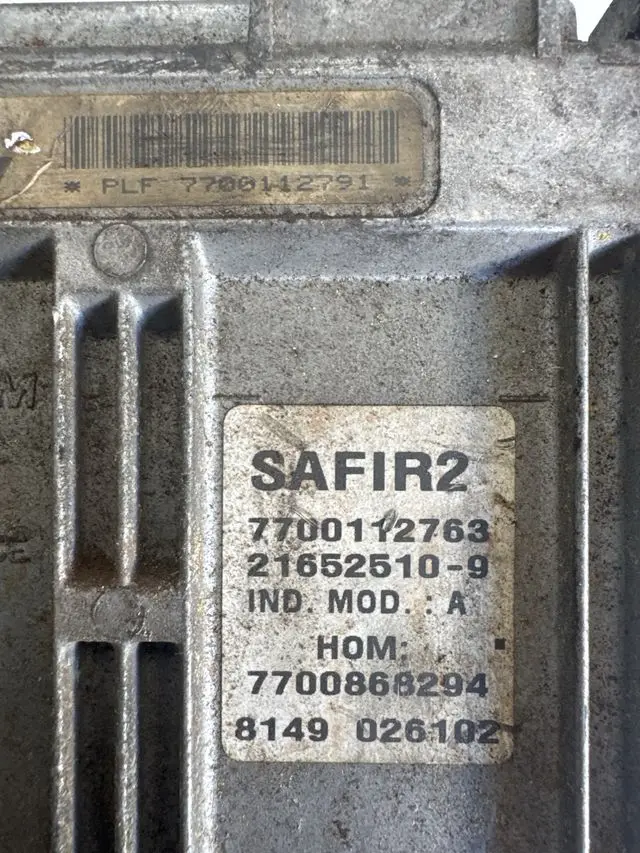 * PLF 7700112791 *
SAFIR2
7700112763
21652510-9
IND. MOD. : A
HOM:
7700868294
8149 026102